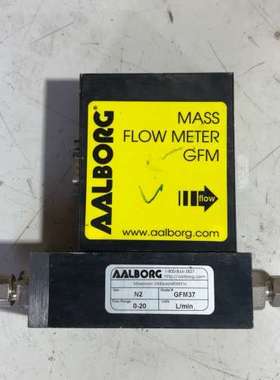 AALBORG
MASS
FLOW METER
GFM
flow
www.aalborg.com
AALBORG
N2
GFM37
0-20
L/min